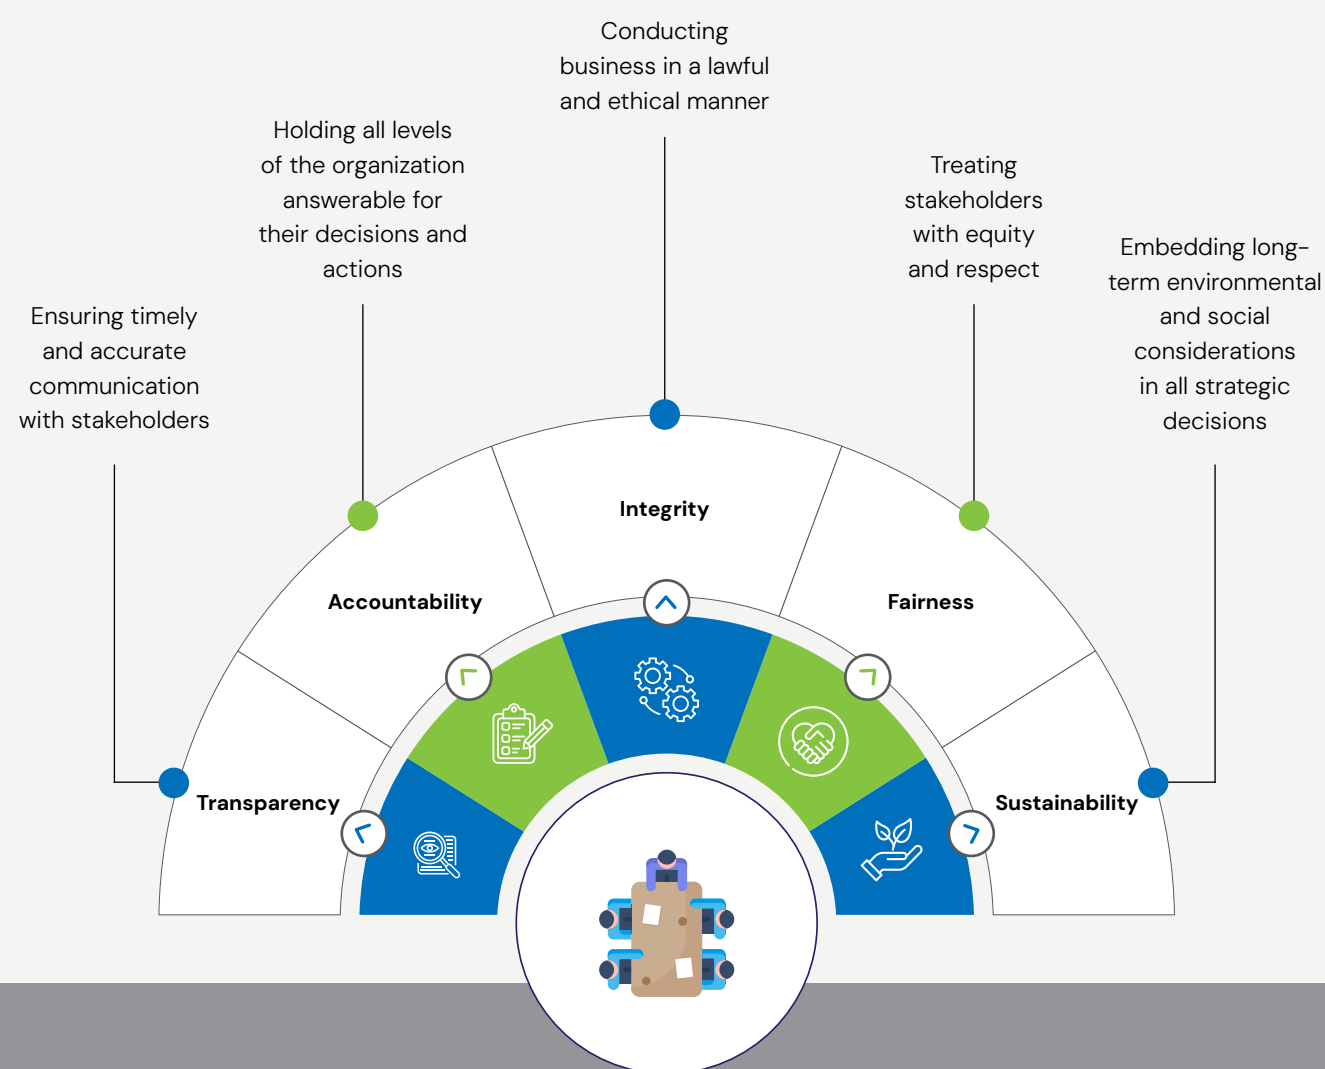 Conducting
business in a lawful
and ethical manner
Holding all levels
of the organization
answerable for
their decisions and
actions
Treating
stakeholders
with equity
and respect
Embedding long-
term environmental
and social
considerations
in all strategic
decisions
Ensuring timely
and accurate
communication
with stakeholders
Integrity
Accountability
Fairness
Transparency
Sustainability